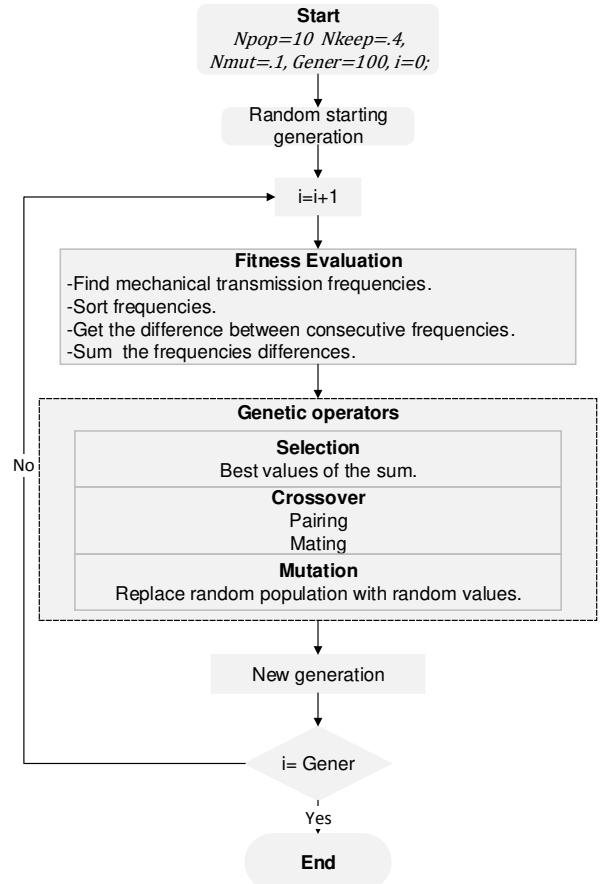 Start
Npop=10 Nkeep=.4,
Nmut=.1, Gener=100, i=0;
Random starting
generation
i=i+1
Fitness Evaluation
-Find mechanical transmission frequencies.
-Sort frequencies.
-Get the difference between consecutive frequencies.
-Sum the frequencies differences.
Genetic operators
Selection
Best values of the sum.
Crossover
Pairing
Mating
Mutation
Replace random population with random values.
No
New generation
i= Gener
Yes
End